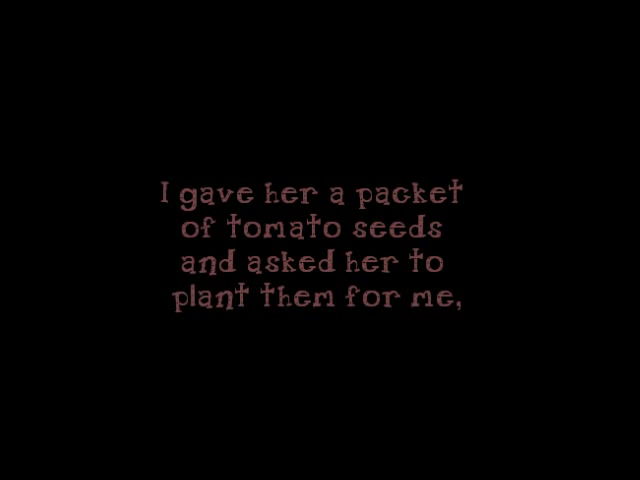 I gave her a packet
of tomato seeds
and asked her to
plant them for me,